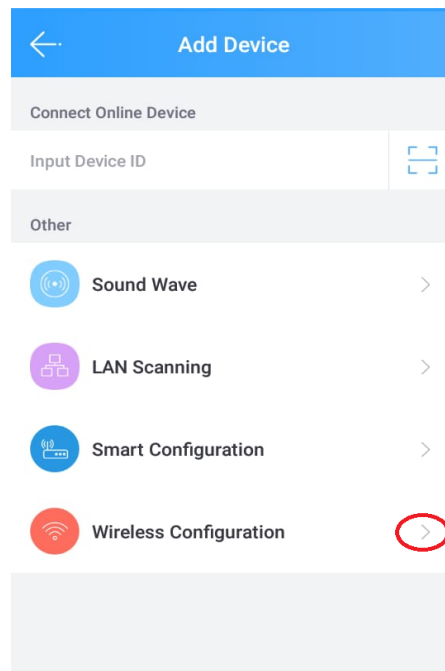 Add Device
Connect Online Device
Input Device ID
Other
Sound Wave
LAN Scanning
Smart Configuration
Wireless Configuration